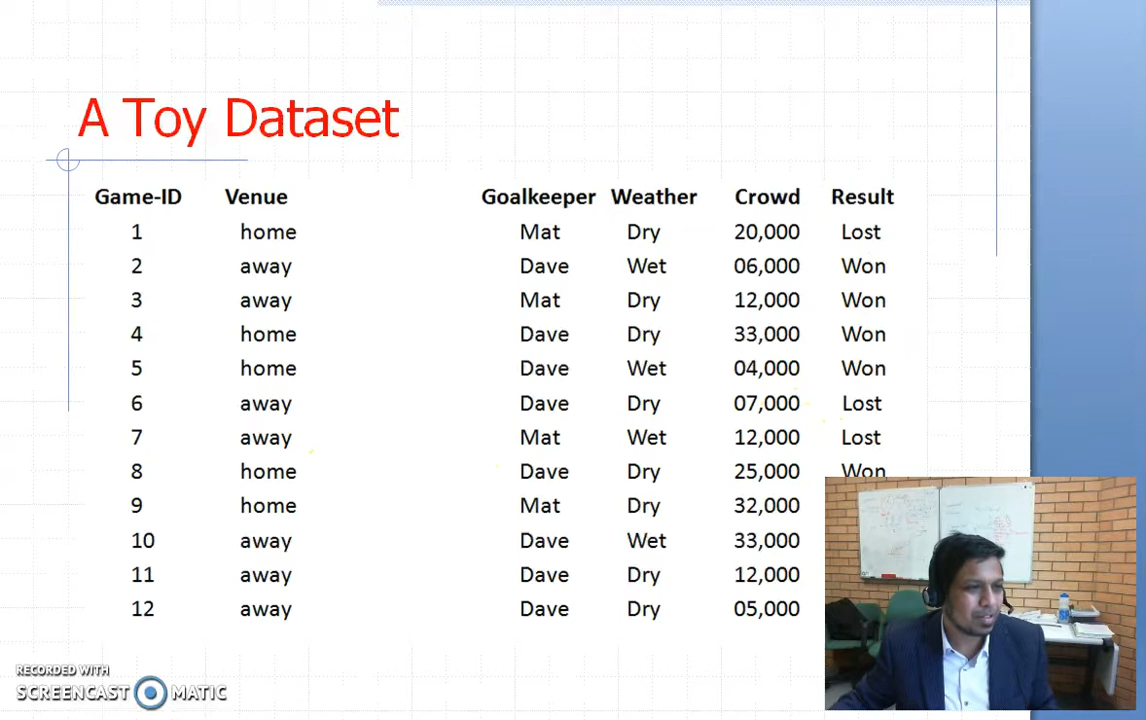 A Toy Dataset
Game-ID Venue Goalkeeper Weather Crowd Result
1 home Mat Dry 20,000 Lost
2 away Dave Wet 06,000 Won
3 away Mat Dry 12,000 Won
4 home Dave Dry 33,000 Won
5 home Dave Wet 04,000 Won
6 away Dave Dry 07,000 Lost
7 away Mat Wet 12,000 Lost
8 home Dave Dry 25,000 Won
9 home Mat Dry 32,000
10 away Dave Wet 33,000
11 away Dave Dry 12,000
12 away Dave Dry 05,000
RECORDED WITH
SCREENCAST MATIC